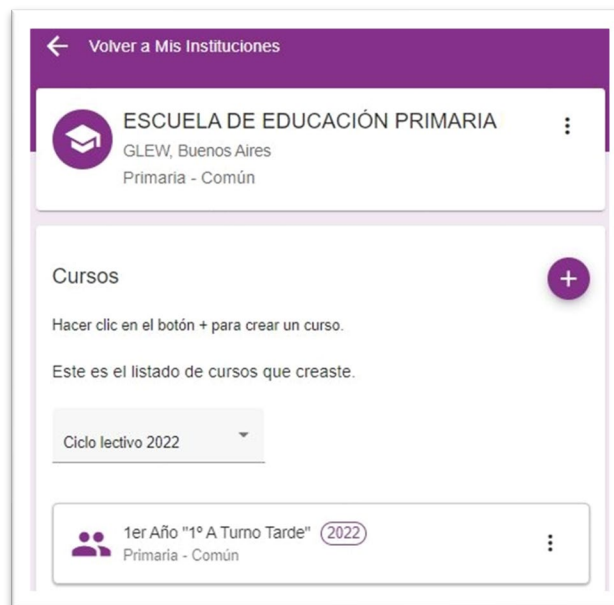 Volver a Mis Instituciones
ESCUELA DE EDUCACIÓN PRIMARIA
GLEW, Buenos Aires
Primaria - Común
Cursos
Hacer clic en el botón + para crear un curso.
Este es el listado de cursos que creaste.
Ciclo lectivo 2022
1er Año "1º A Turno Tarde" 2022
Primaria - Común